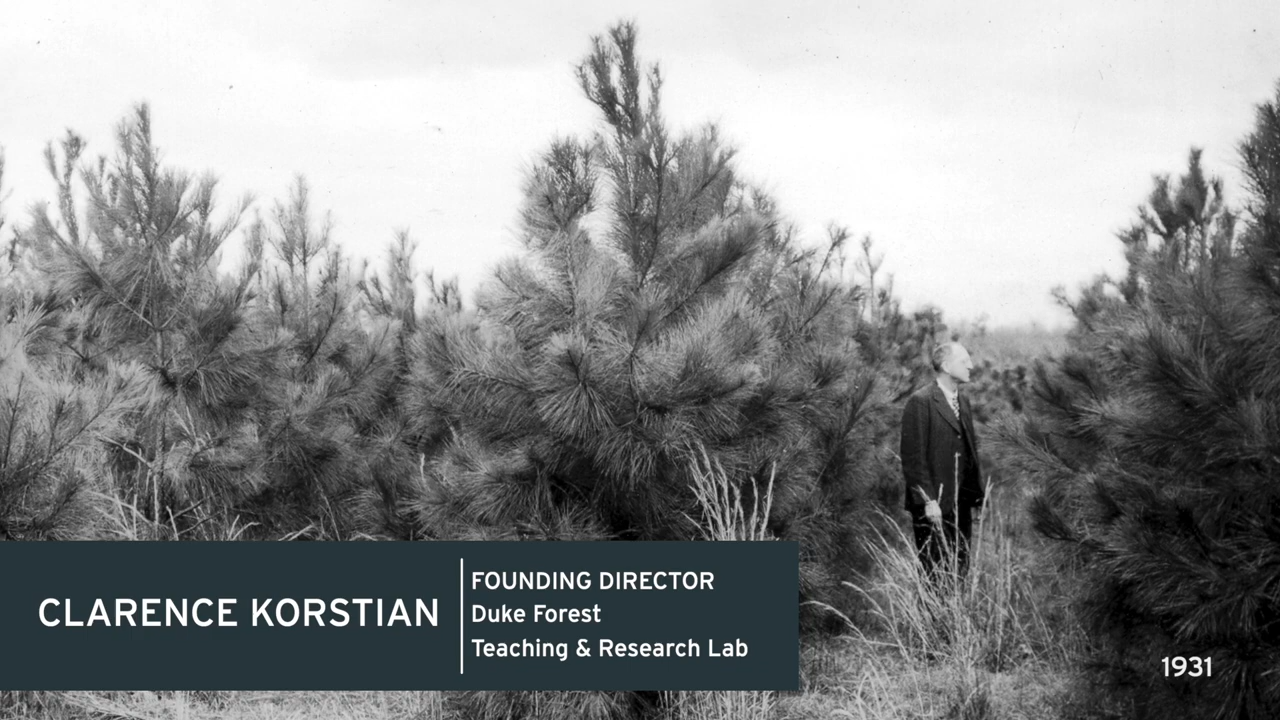 CLARENCE KORSTIAN
FOUNDING DIRECTOR
Duke Forest
Teaching & Research Lab
1931